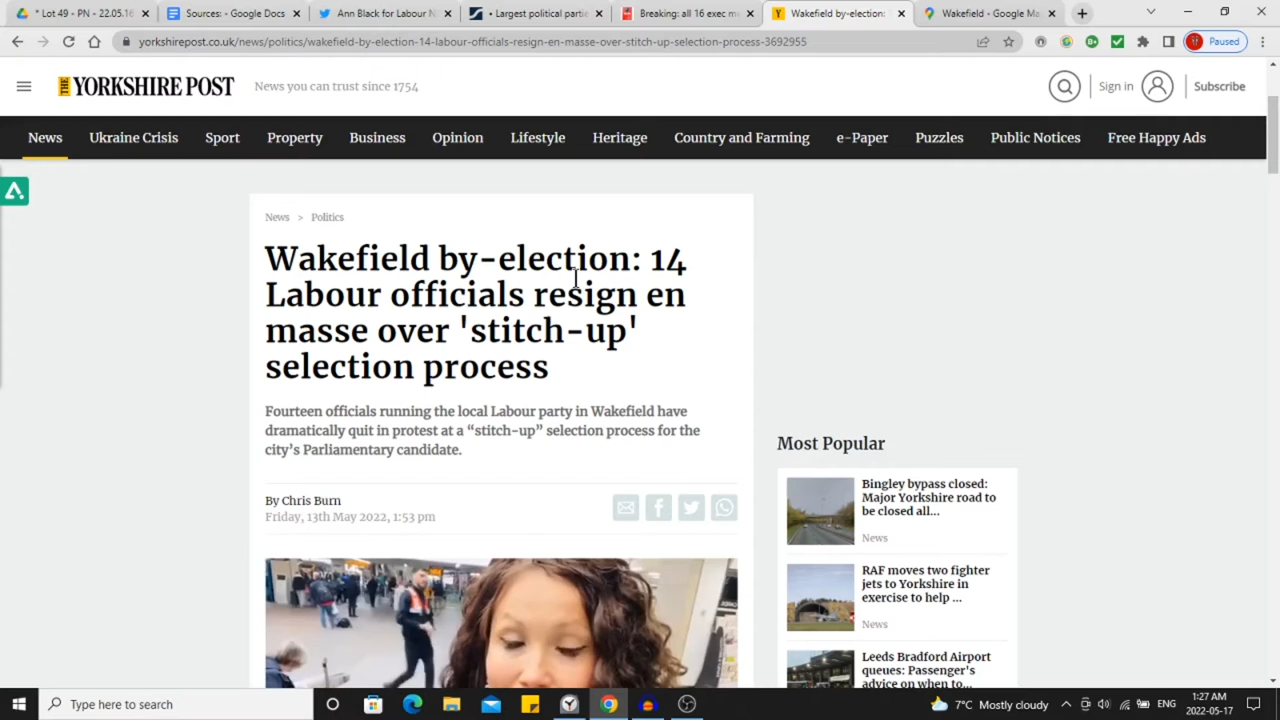 * Lot 49 - PN - 22.05.16
Sources: - Google Docs
Ann Black for Labour N
• Largest political partie
Breaking: all 16 exec m
Wakefield by-election:
Wakefield - Google Ma
yorkshirepost.co.uk/news/politics/wakefield-by-election-14-labour-officials-resign-en-masse-over-stitch-up-selection-process-3692955
Paused
THE YORKSHIRE POST
News you can trust since 1754
Sign in
Subscribe
News Ukraine Crisis Sport Property Business Opinion Lifestyle Heritage Country and Farming e-Paper Puzzles Public Notices Free Happy Ads
News > Politics
Wakefield by-election: 14
Labour officials resign en
masse over 'stitch-up'
selection process
Fourteen officials running the local Labour party in Wakefield have
dramatically quit in protest at a “stitch-up” selection process for the
city's Parliamentary candidate.
By Chris Burn
Friday, 13th May 2022, 1:53 pm
Most Popular
Bingley bypass closed:
Major Yorkshire road to
be closed all...
News
RAF moves two fighter
jets to Yorkshire in
exercise to help ...
News
Leeds Bradford Airport
queues: Passenger's
advice on when to...
Type here to search
7°C Mostly cloudy
ENG
1:27 AM
2022-05-17